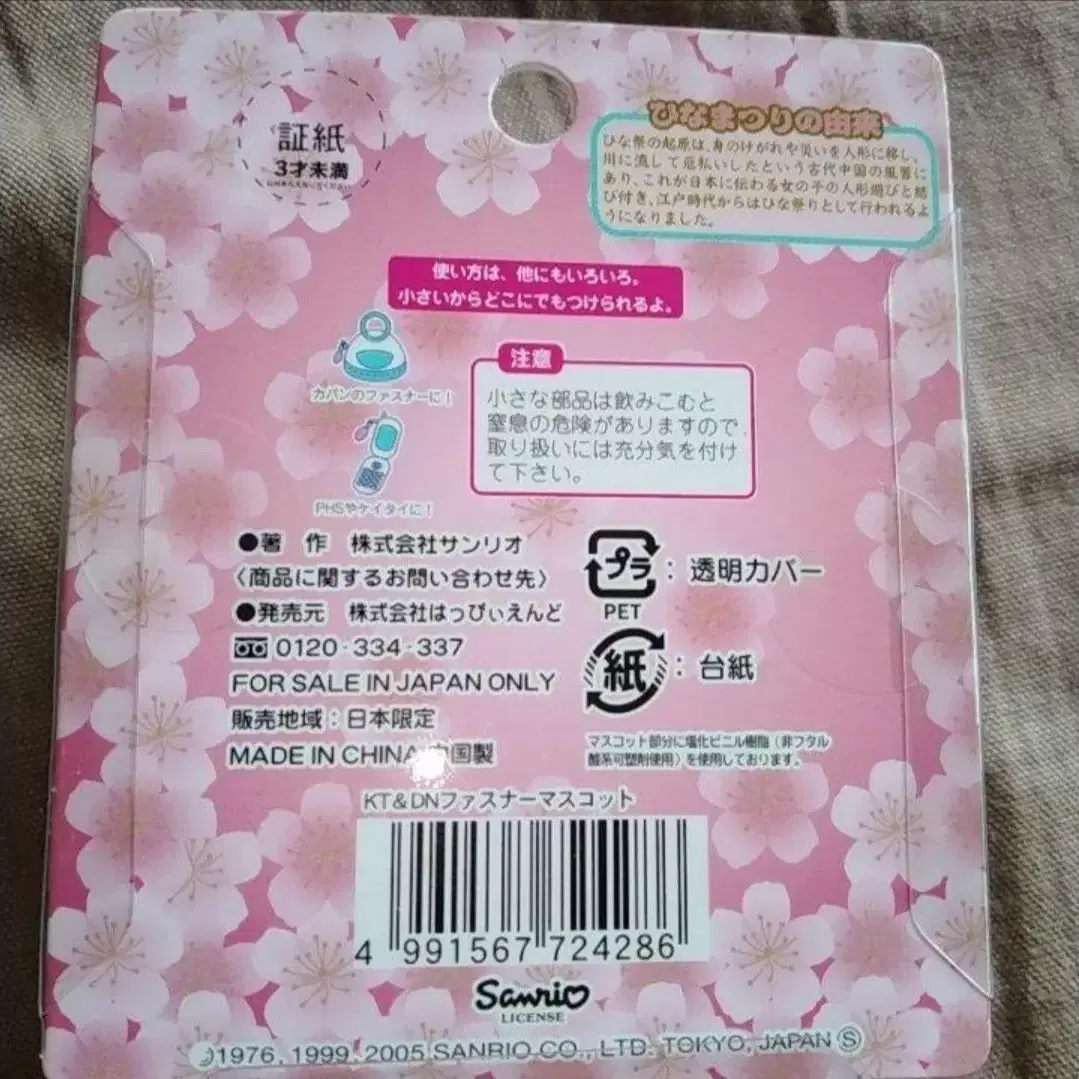 証紙
3才未満
ひなまつりの由来
ひな祭の起原は、身のけがれや災いを人形に移し、
川に流して厄払いしたという古代中国の風習に
あり、これが日本に伝わる女の子の人形遊びと結
び付き、江戸時代からはひな祭りとして行われるよ
うになりました。
使い方は、他にもいろいろ。
小さいからどこにでもつけられるよ。
カバンのファスナーに!
PHSやケイタイに!
注意
小さな部品は飲みこむと
窒息の危険がありますので
取り扱いには充分気を付け
て下さい。
●著 作 株式会社サンリオ
〈商品に関するお問い合わせ先〉
●発売元 株式会社はっぴぃえんど
0120-334-337
FOR SALE IN JAPAN ONLY
販売地域：日本限定
MADE IN CHINA 中国製
プラ : 透明カバー
PET
紙 : 台紙
マスコット部分に塩化ビニル樹脂（非フタル
酸系可塑剤使用）を使用しております。
KT&DNファスナーマスコット
4 991567 724286
Sanrio
LICENSE
©1976, 1999, 2005 SANRIO CO., LTD. TOKYO, JAPAN Ⓢ